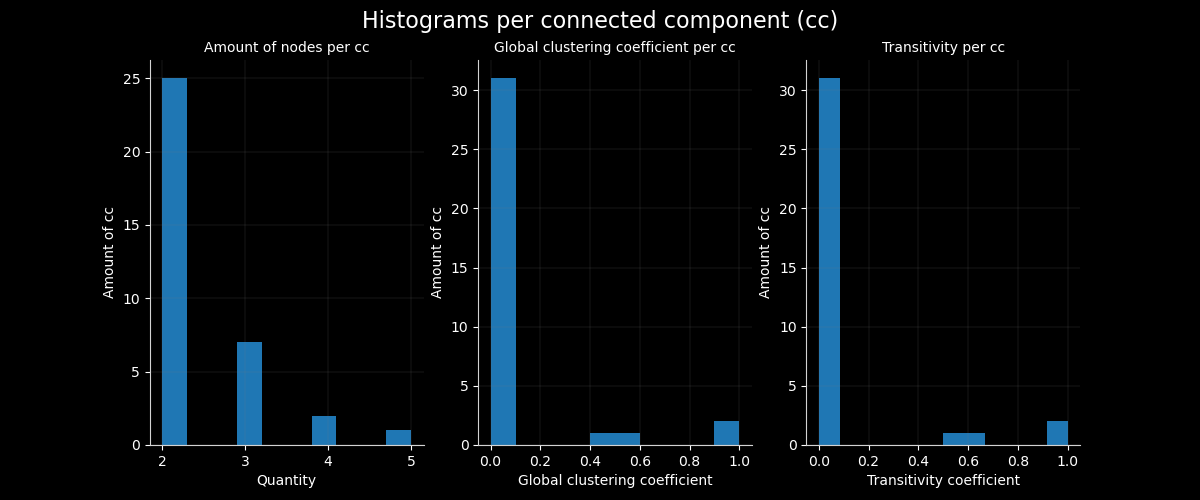 Histograms per connected component (cc)
Amount of nodes per cc
Global clustering coefficient per cc
Transitivity per cc
25
20
15
10
5
0
Amount of cc
2 3 4 5
Quantity
30
25
20
15
10
5
0
Amount of cc
0.0 0.2 0.4 0.6 0.8 1.0
Global clustering coefficient
30
25
20
15
10
5
0
Amount of cc
0.0 0.2 0.4 0.6 0.8 1.0
Transitivity coefficient